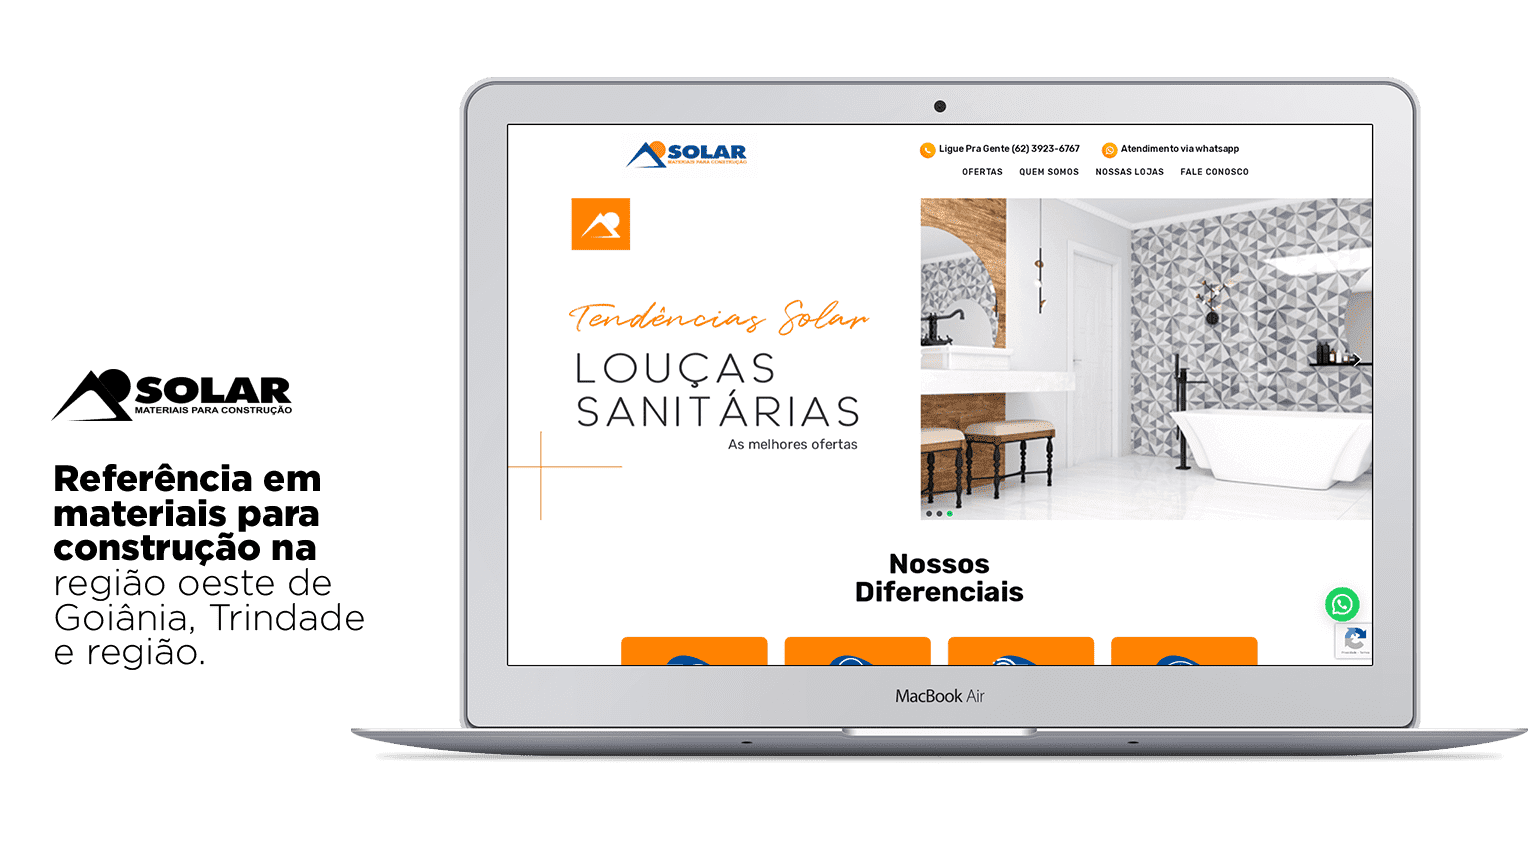 SOLAR
MATERIAIS PARA CONSTRUÇÃO
Referência em
materiais para
construção na
região oeste de
Goiânia, Trindade
e região.
SOLAR
MATERIAIS PARA CONSTRUÇÃO
Ligue Pra Gente (62) 3923-6767
Atendimento via whatsapp
OFERTAS QUEM SOMOS NOSSAS LOJAS FALE CONOSCO
Tendências Solar
LOUÇAS
SANITÁRIAS
As melhores ofertas
Nossos
Diferenciais
MacBook Air